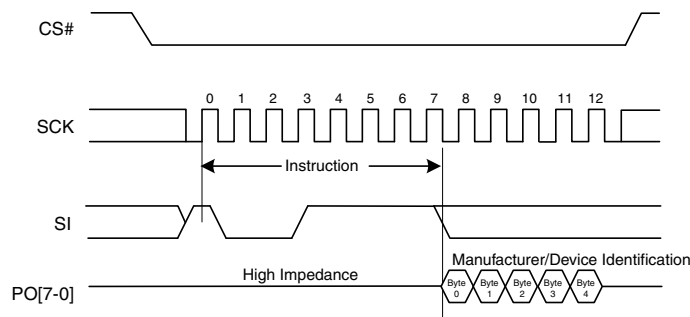 CS#
0 1 2 3 4 5 6 7 8 9 10 11 12
SCK
Instruction
SI
Manufacturer/Device Identification
High Impedance
PO[7-0]
Byte 0 Byte 1 Byte 2 Byte 3 Byte 4